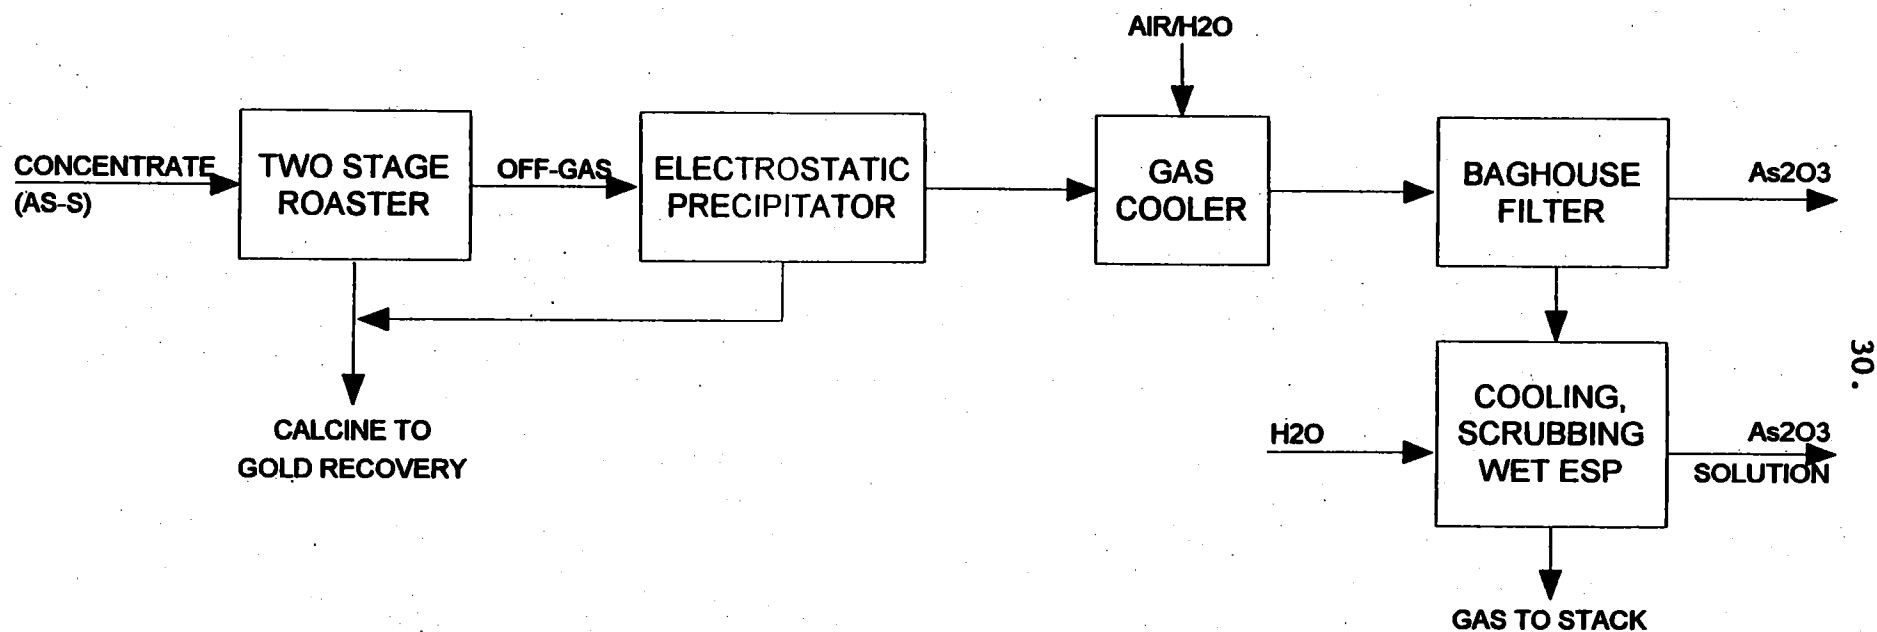 AIR/H2O
CONCENTRATE
(AS-S)
TWO STAGE
ROASTER
OFF-GAS
ELECTROSTATIC
PRECIPITATOR
GAS
COOLER
BAGHOUSE
FILTER
As2O3
CALCINE TO
GOLD RECOVERY
H2O
COOLING,
SCRUBBING
WET ESP
As2O3
SOLUTION
GAS TO STACK
30.